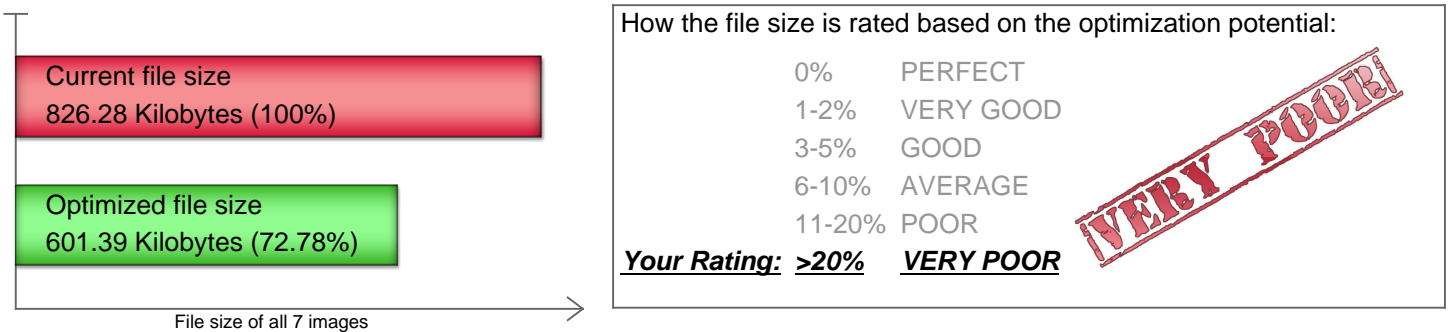 Current file size
826.28 Kilobytes (100%)
Optimized file size
601.39 Kilobytes (72.78%)
File size of all 7 images
How the file size is rated based on the optimization potential:
0% PERFECT
1-2% VERY GOOD
3-5% GOOD
6-10% AVERAGE
11-20% POOR
Your Rating: >20% VERY POOR
VERY POOR